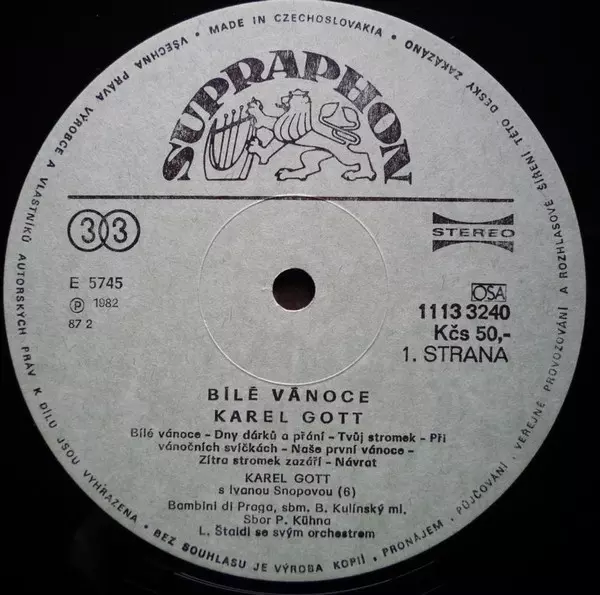 MADE IN CZECHOSLOVAKIA • VŠECHNA PRÁVA VÝROBCE A VLASTNÍKŮ AUTORSKÝCH PRÁV K DÍLU JSOU VYHRAZENA • BEZ SOUHLASU JE VÝROBA KOPIÍ • PRONÁJEM • PŮJČOVÁNÍ • VEŘEJNÉ PROVOZOVÁNÍ A ROZHLASOVÉ ŠÍŘENÍ TÉTO DESKY ZAKÁZÁNO •
SUPRAPHON
33
STEREO
E 5745
℗ 1982
87 2
OSA
1113 3240
Kčs 50,-
1. STRANA
BÍLÉ VÁNOCE
KAREL GOTT
Bílé vánoce – Dny dárků a přání – Tvůj stromek – Při
vánočních svíčkách – Naše první vánoce –
Zítra stromek zazáří – Návrat
KAREL GOTT
s Ivanou Snopovou (6)
Bambini di Praga, sbm. B. Kulínský ml.
Sbor P. Kühna
L. Štaidl se svým orchestrem